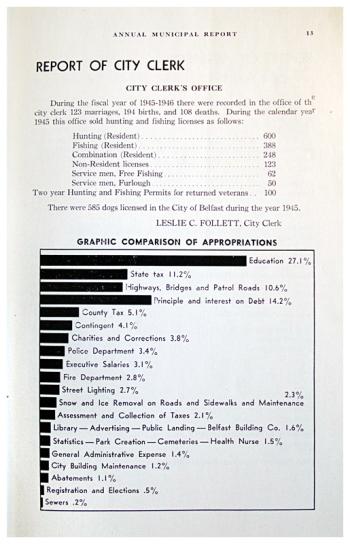 ANNUAL MUNICIPAL REPORT 13
REPORT OF CITY CLERK
CITY CLERK'S OFFICE
During the fiscal year of 1945-1946 there were recorded in the office of the
city clerk 123 marriages, 194 births, and 108 deaths. During the calendar year
1945 this office sold hunting and fishing licenses as follows:
Hunting (Resident) 600
Fishing (Resident) 388
Combination (Resident) 248
Non-Resident licenses 123
Service men, Free Fishing 62
Service men, Furlough 50
Two year Hunting and Fishing Permits for returned veterans 100
There were 585 dogs licensed in the City of Belfast during the year 1945.
LESLIE C. FOLLETT, City Clerk
GRAPHIC COMPARISON OF APPROPRIATIONS
Education 27.1%
State tax 11.2%
Highways, Bridges and Patrol Roads 10.6%
Principle and interest on Debt 14.2%
County Tax 5.1%
Contingent 4.1%
Charities and Corrections 3.8%
Police Department 3.4%
Executive Salaries 3.1%
Fire Department 2.8%
Street Lighting 2.7%
2.3%
Snow and Ice Removal on Roads and Sidewalks and Maintenance
Assessment and Collection of Taxes 2.1%
Library — Advertising — Public Landing — Belfast Building Co. 1.6%
Statistics — Park Creation — Cemeteries — Health Nurse 1.5%
General Administrative Expense 1.4%
City Building Maintenance 1.2%
Abatements 1.1%
Registration and Elections .5%
Sewers .2%